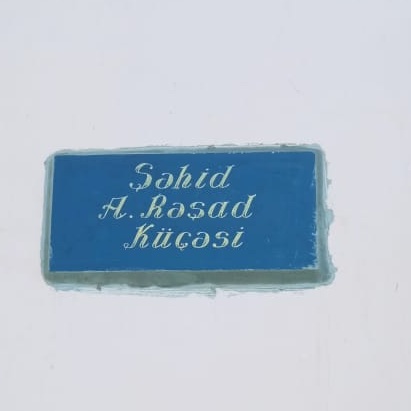 Şəhid
A. Rəşad
Küçəsi